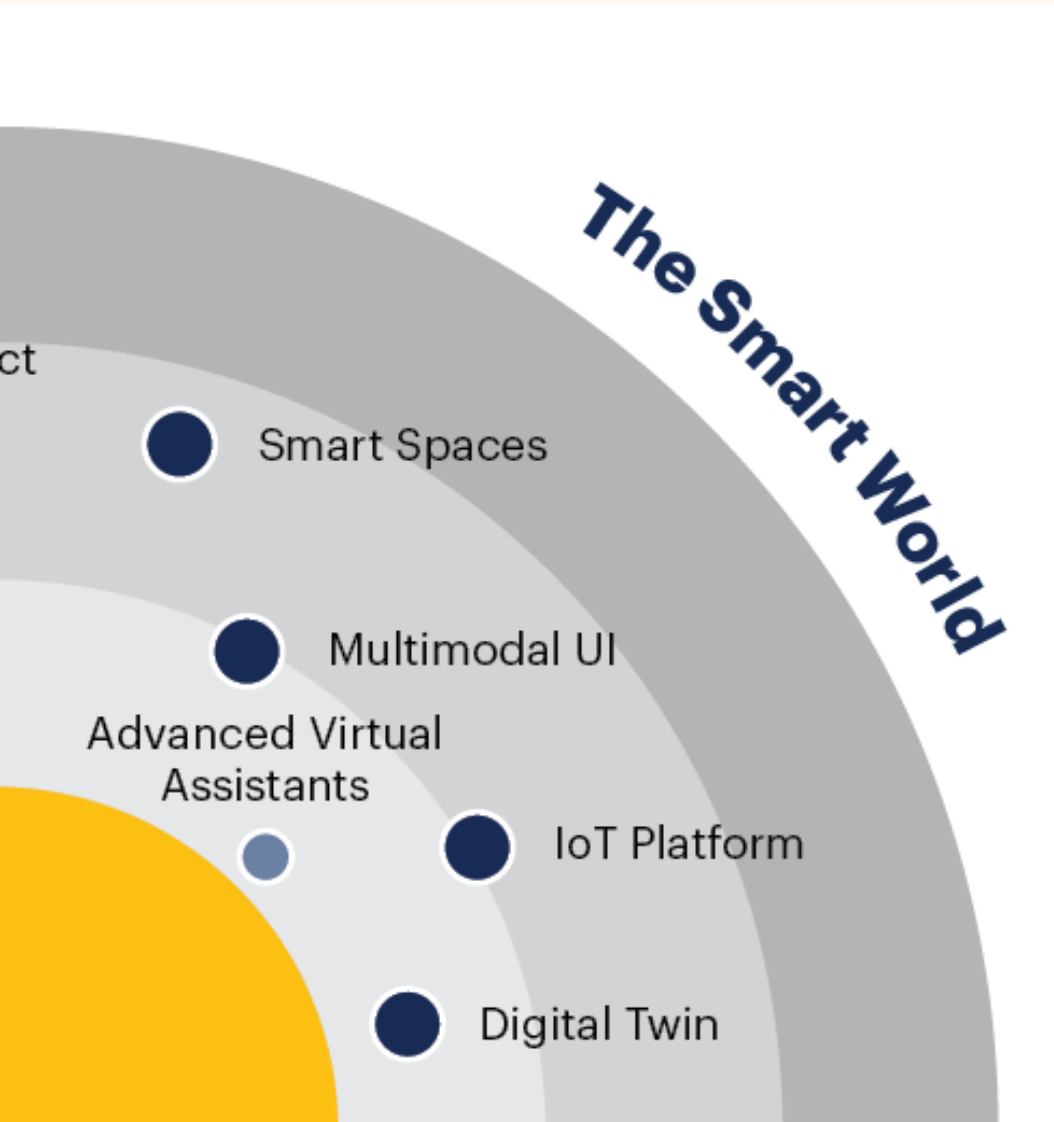 The Smart World
ct
Smart Spaces
Multimodal UI
Advanced Virtual
Assistants
IoT Platform
Digital Twin